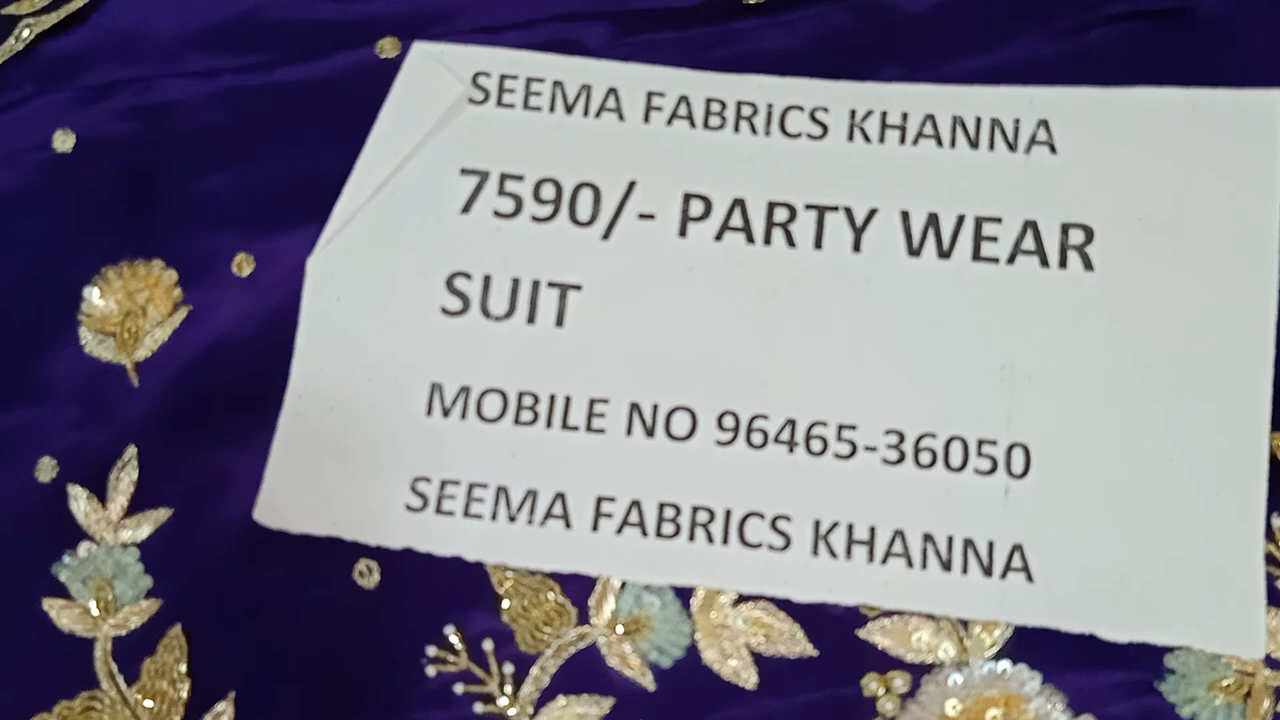 SEEMA FABRICS KHANNA
7590/- PARTY WEAR
SUIT
MOBILE NO 96465-36050
SEEMA FABRICS KHANNA